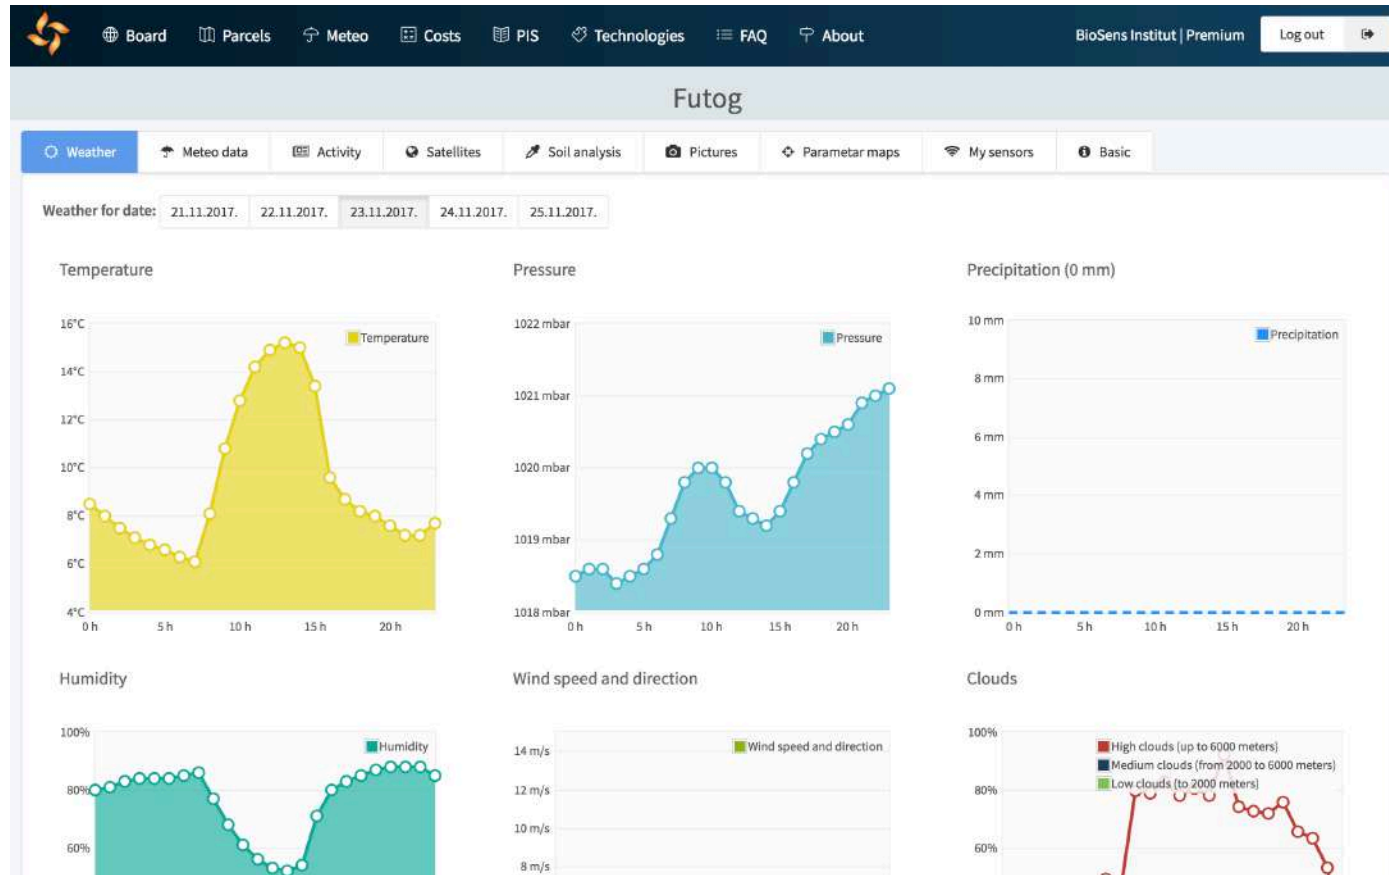 Board Parcels Meteo Costs PIS Technologies FAQ About BioSens Institut | Premium Log out
Futog
Weather Meteo data Activity Satellites Soil analysis Pictures Parametar maps My sensors Basic
Weather for date: 21.11.2017. 22.11.2017. 23.11.2017. 24.11.2017. 25.11.2017.
Temperature
16°C
Temperature
14°C
12°C
10°C
8°C
6°C
4°C
0 h 5 h 10 h 15 h 20 h
Pressure
1022 mbar
Pressure
1021 mbar
1020 mbar
1019 mbar
1018 mbar
0 h 5 h 10 h 15 h 20 h
Precipitation (0 mm)
10 mm
Precipitation
8 mm
6 mm
4 mm
2 mm
0 mm
0 h 5 h 10 h 15 h 20 h
Humidity
100%
Humidity
80%
60%
Wind speed and direction
14 m/s
Wind speed and direction
12 m/s
10 m/s
8 m/s
Clouds
100%
High clouds (up to 6000 meters)
Medium clouds (from 2000 to 6000 meters)
Low clouds (to 2000 meters)
80%
60%